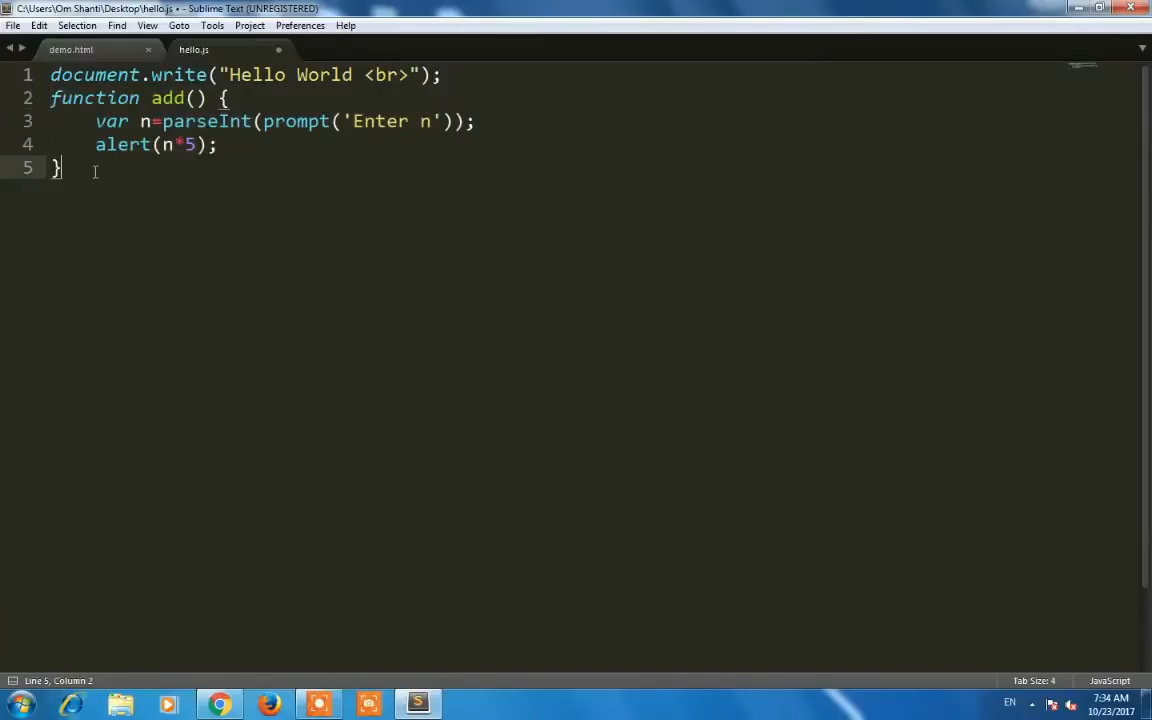 C:\Users\Om Shanti\Desktop\hello.js • - Sublime Text (UNREGISTERED)
File Edit Selection Find View Goto Tools Project Preferences Help
demo.html × hello.js
1 document.write("Hello World <br>");
2 function add() {
3 var n=parseInt(prompt('Enter n'));
4 alert(n*5);
5 }
Line 5, Column 2 Tab Size: 4 JavaScript
EN 7:34 AM
10/23/2017